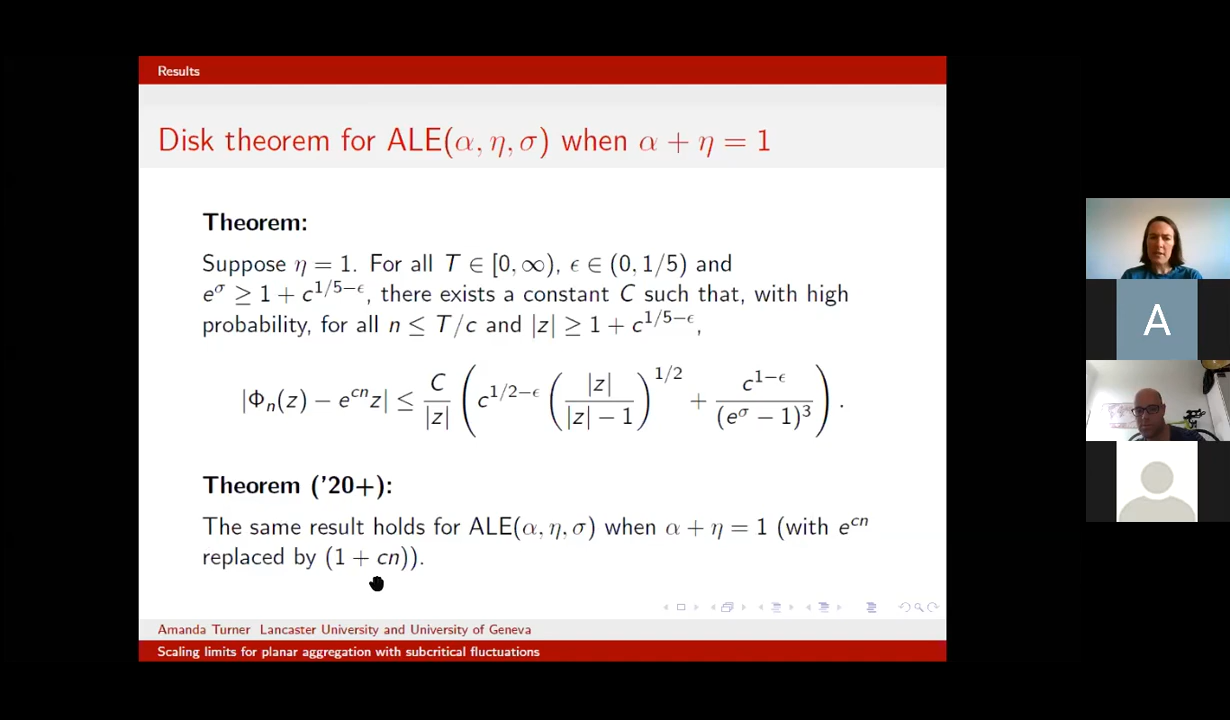 Results
Disk theorem for ALE(α, η, σ) when α + η = 1
Theorem:
Suppose η = 1. For all T ∈ [0, ∞), ϵ ∈ (0, 1/5) and
e^σ ≥ 1 + c^{1/5−ϵ}, there exists a constant C such that, with high
probability, for all n ≤ T/c and |z| ≥ 1 + c^{1/5−ϵ},
|Φ_n(z) − e^{cn}z| ≤ C/|z| ( c^{1/2−ϵ} ( |z|/(|z| − 1) )^{1/2} + c^{1−ϵ}/(e^σ − 1)^3 ) .
Theorem ('20+):
The same result holds for ALE(α, η, σ) when α + η = 1 (with e^{cn}
replaced by (1 + cn)).
Amanda Turner Lancaster University and University of Geneva
Scaling limits for planar aggregation with subcritical fluctuations
A